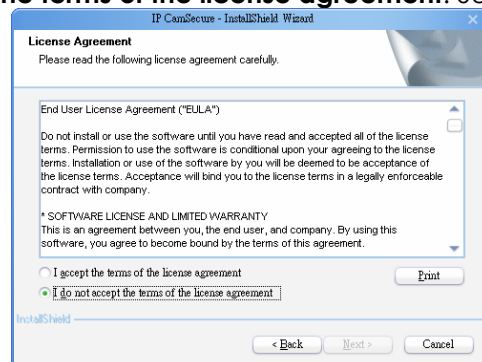 the terms of the license agreement.
IP CamSecure - InstallShield Wizard
License Agreement
Please read the following license agreement carefully.
End User License Agreement ("EULA")
Do not install or use the software until you have read and accepted all of the license
terms. Permission to use the software is conditional upon your agreeing to the license
terms. Installation or use of the software by you will be deemed to be acceptance of
the license terms. Acceptance will bind you to the license terms in a legally enforceable
contract with company.
* SOFTWARE LICENSE AND LIMITED WARRANTY
This is an agreement between you, the end user, and company. By using this
software, you agree to become bound by the terms of this agreement.
I accept the terms of the license agreement
Print
I do not accept the terms of the license agreement
InstallShield
< Back
Next >
Cancel